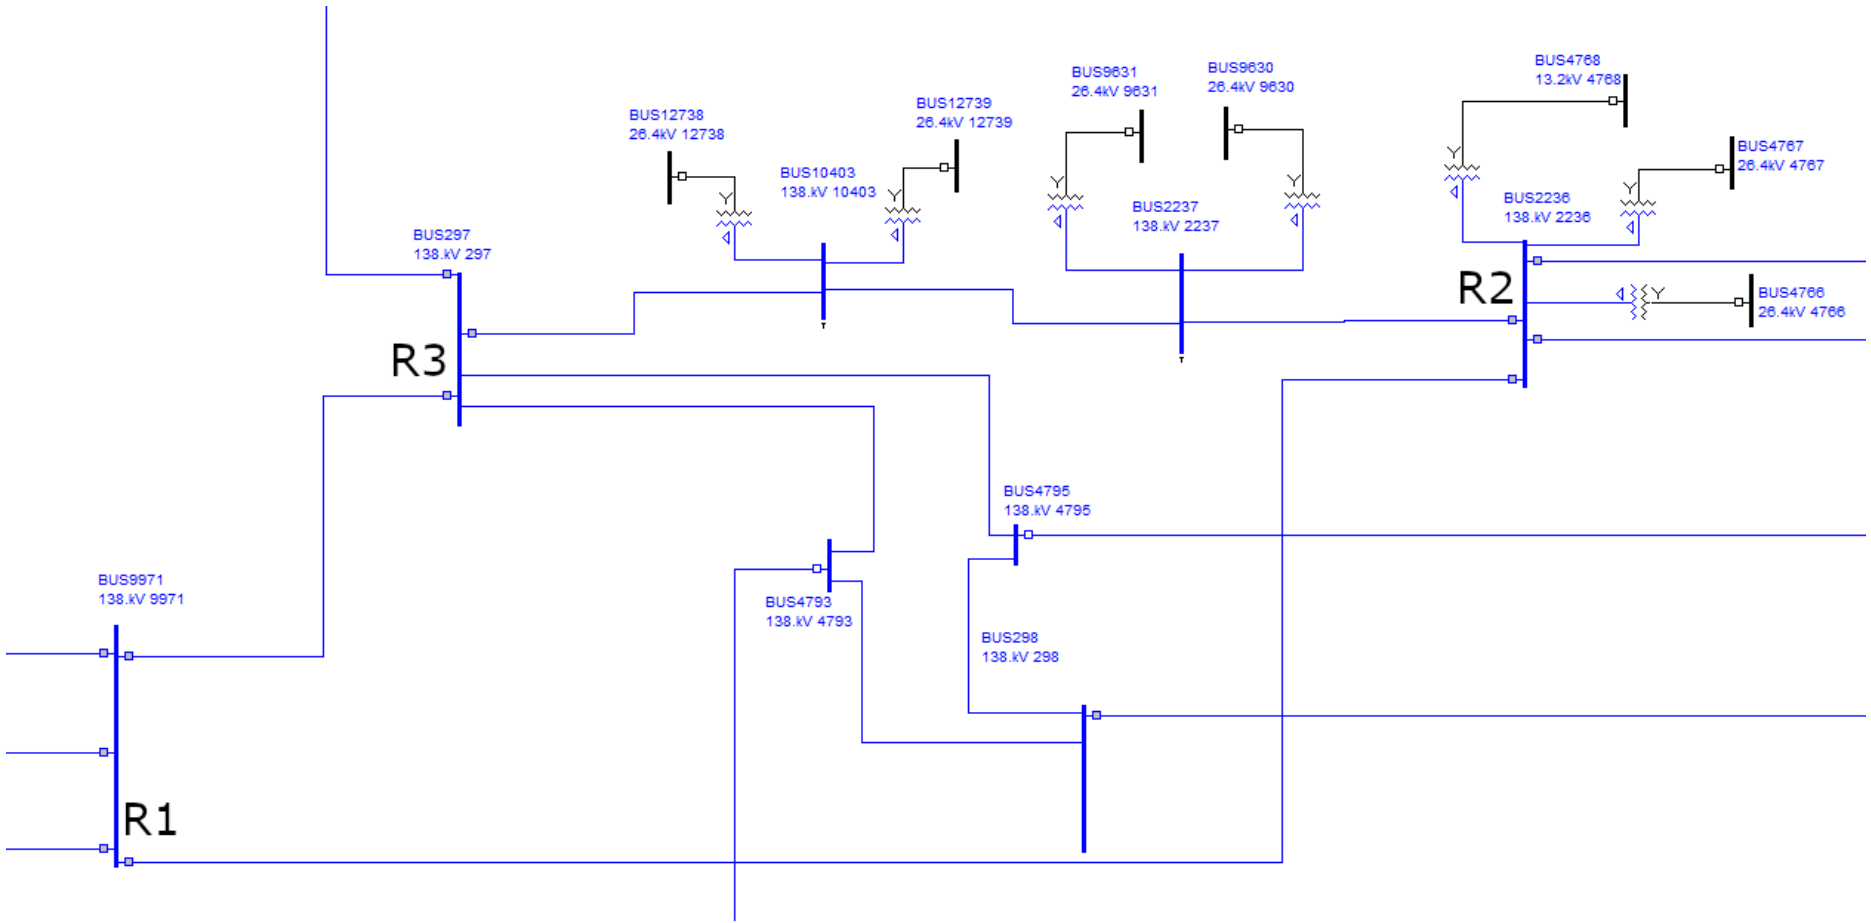 BUS4768
13.2kV 4768
BUS9631
26.4kV 9631
BUS9630
26.4kV 9630
BUS12739
26.4kV 12739
BUS12738
26.4kV 12738
BUS4767
26.4kV 4767
BUS10403
138.kV 10403
BUS2236
138.kV 2236
BUS2237
138.kV 2237
BUS297
138.kV 297
Y
Y
Y
Y
Y
Y
Y
R2
BUS4766
26.4kV 4766
T
T
R3
BUS4795
138.kV 4795
BUS9971
138.kV 9971
BUS4793
138.kV 4793
BUS298
138.kV 298
R1